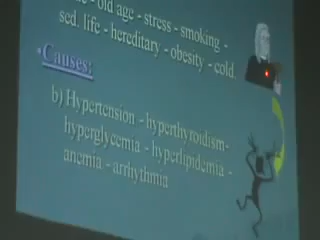 - old age - stress - smoking -
sed. life - hereditary - obesity - cold.
Causes:
b) Hypertension - hyperthyroidism-
hyperglycemia - hyperlipidemia -
anemia - arrhythmia